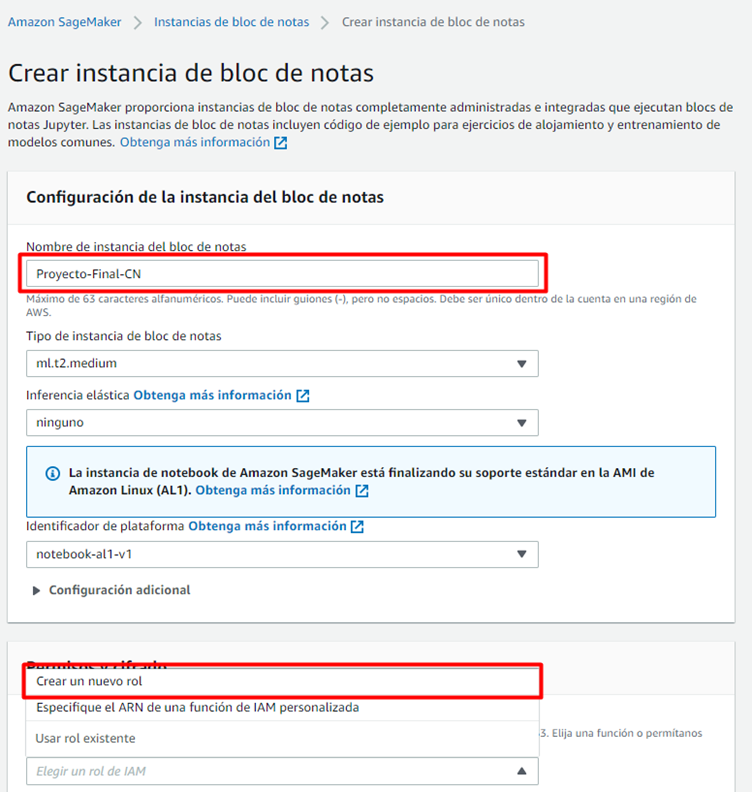 Amazon SageMaker > Instancias de bloc de notas > Crear instancia de bloc de notas
Crear instancia de bloc de notas
Amazon SageMaker proporciona instancias de bloc de notas completamente administradas e integradas que ejecutan blocs de
notas Jupyter. Las instancias de bloc de notas incluyen código de ejemplo para ejercicios de alojamiento y entrenamiento de
modelos comunes. Obtenga más información
Configuración de la instancia del bloc de notas
Nombre de instancia del bloc de notas
Proyecto-Final-CN
Máximo de 63 caracteres alfanuméricos. Puede incluir guiones (-), pero no espacios. Debe ser único dentro de la cuenta en una región de
AWS.
Tipo de instancia de bloc de notas
ml.t2.medium
Inferencia elástica Obtenga más información
ninguno
La instancia de notebook de Amazon SageMaker está finalizando su soporte estándar en la AMI de
Amazon Linux (AL1). Obtenga más información
Identificador de plataforma Obtenga más información
notebook-al1-v1
Configuración adicional
Permisos y cifrado
Crear un nuevo rol
Especifique el ARN de una función de IAM personalizada
Usar rol existente
3. Elija una función o permítanos
Elegir un rol de IAM